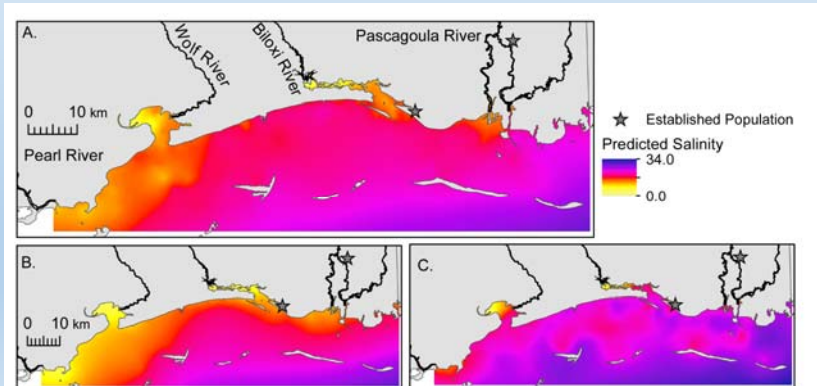 A.
Wolf River
Biloxi River
Pascagoula River
0 10 km
Pearl River
Established Population
Predicted Salinity
34.0
0.0
B.
0 10 km
C.